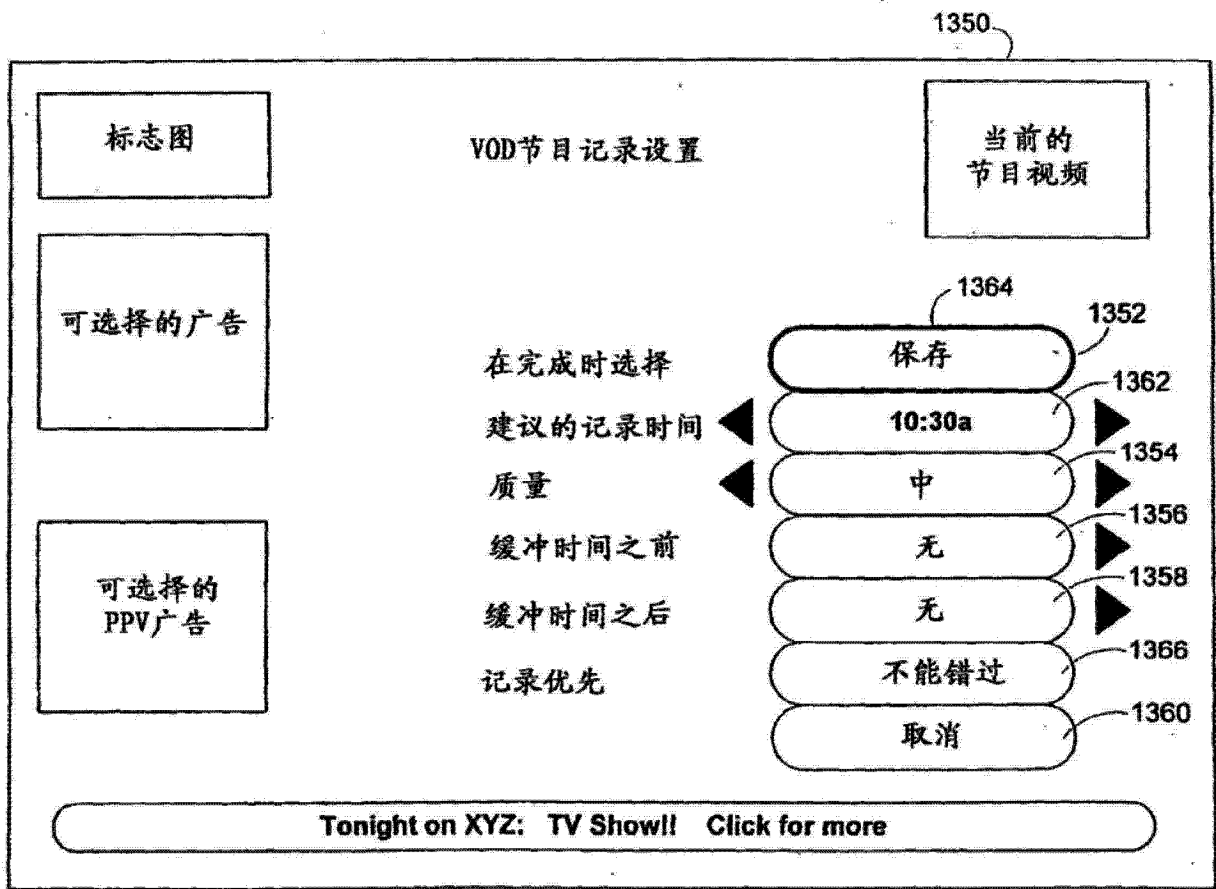 1350
标志图
VOD节目记录设置
当前的
节目视频
可选择的广告
1364
1352
在完成时选择
保存
1362
建议的记录时间
10:30a
1354
质量
中
1356
缓冲时间之前
无
1358
可选择的
PPV广告
缓冲时间之后
无
1366
记录优先
不能错过
1360
取消
Tonight on XYZ: TV Show!! Click for more